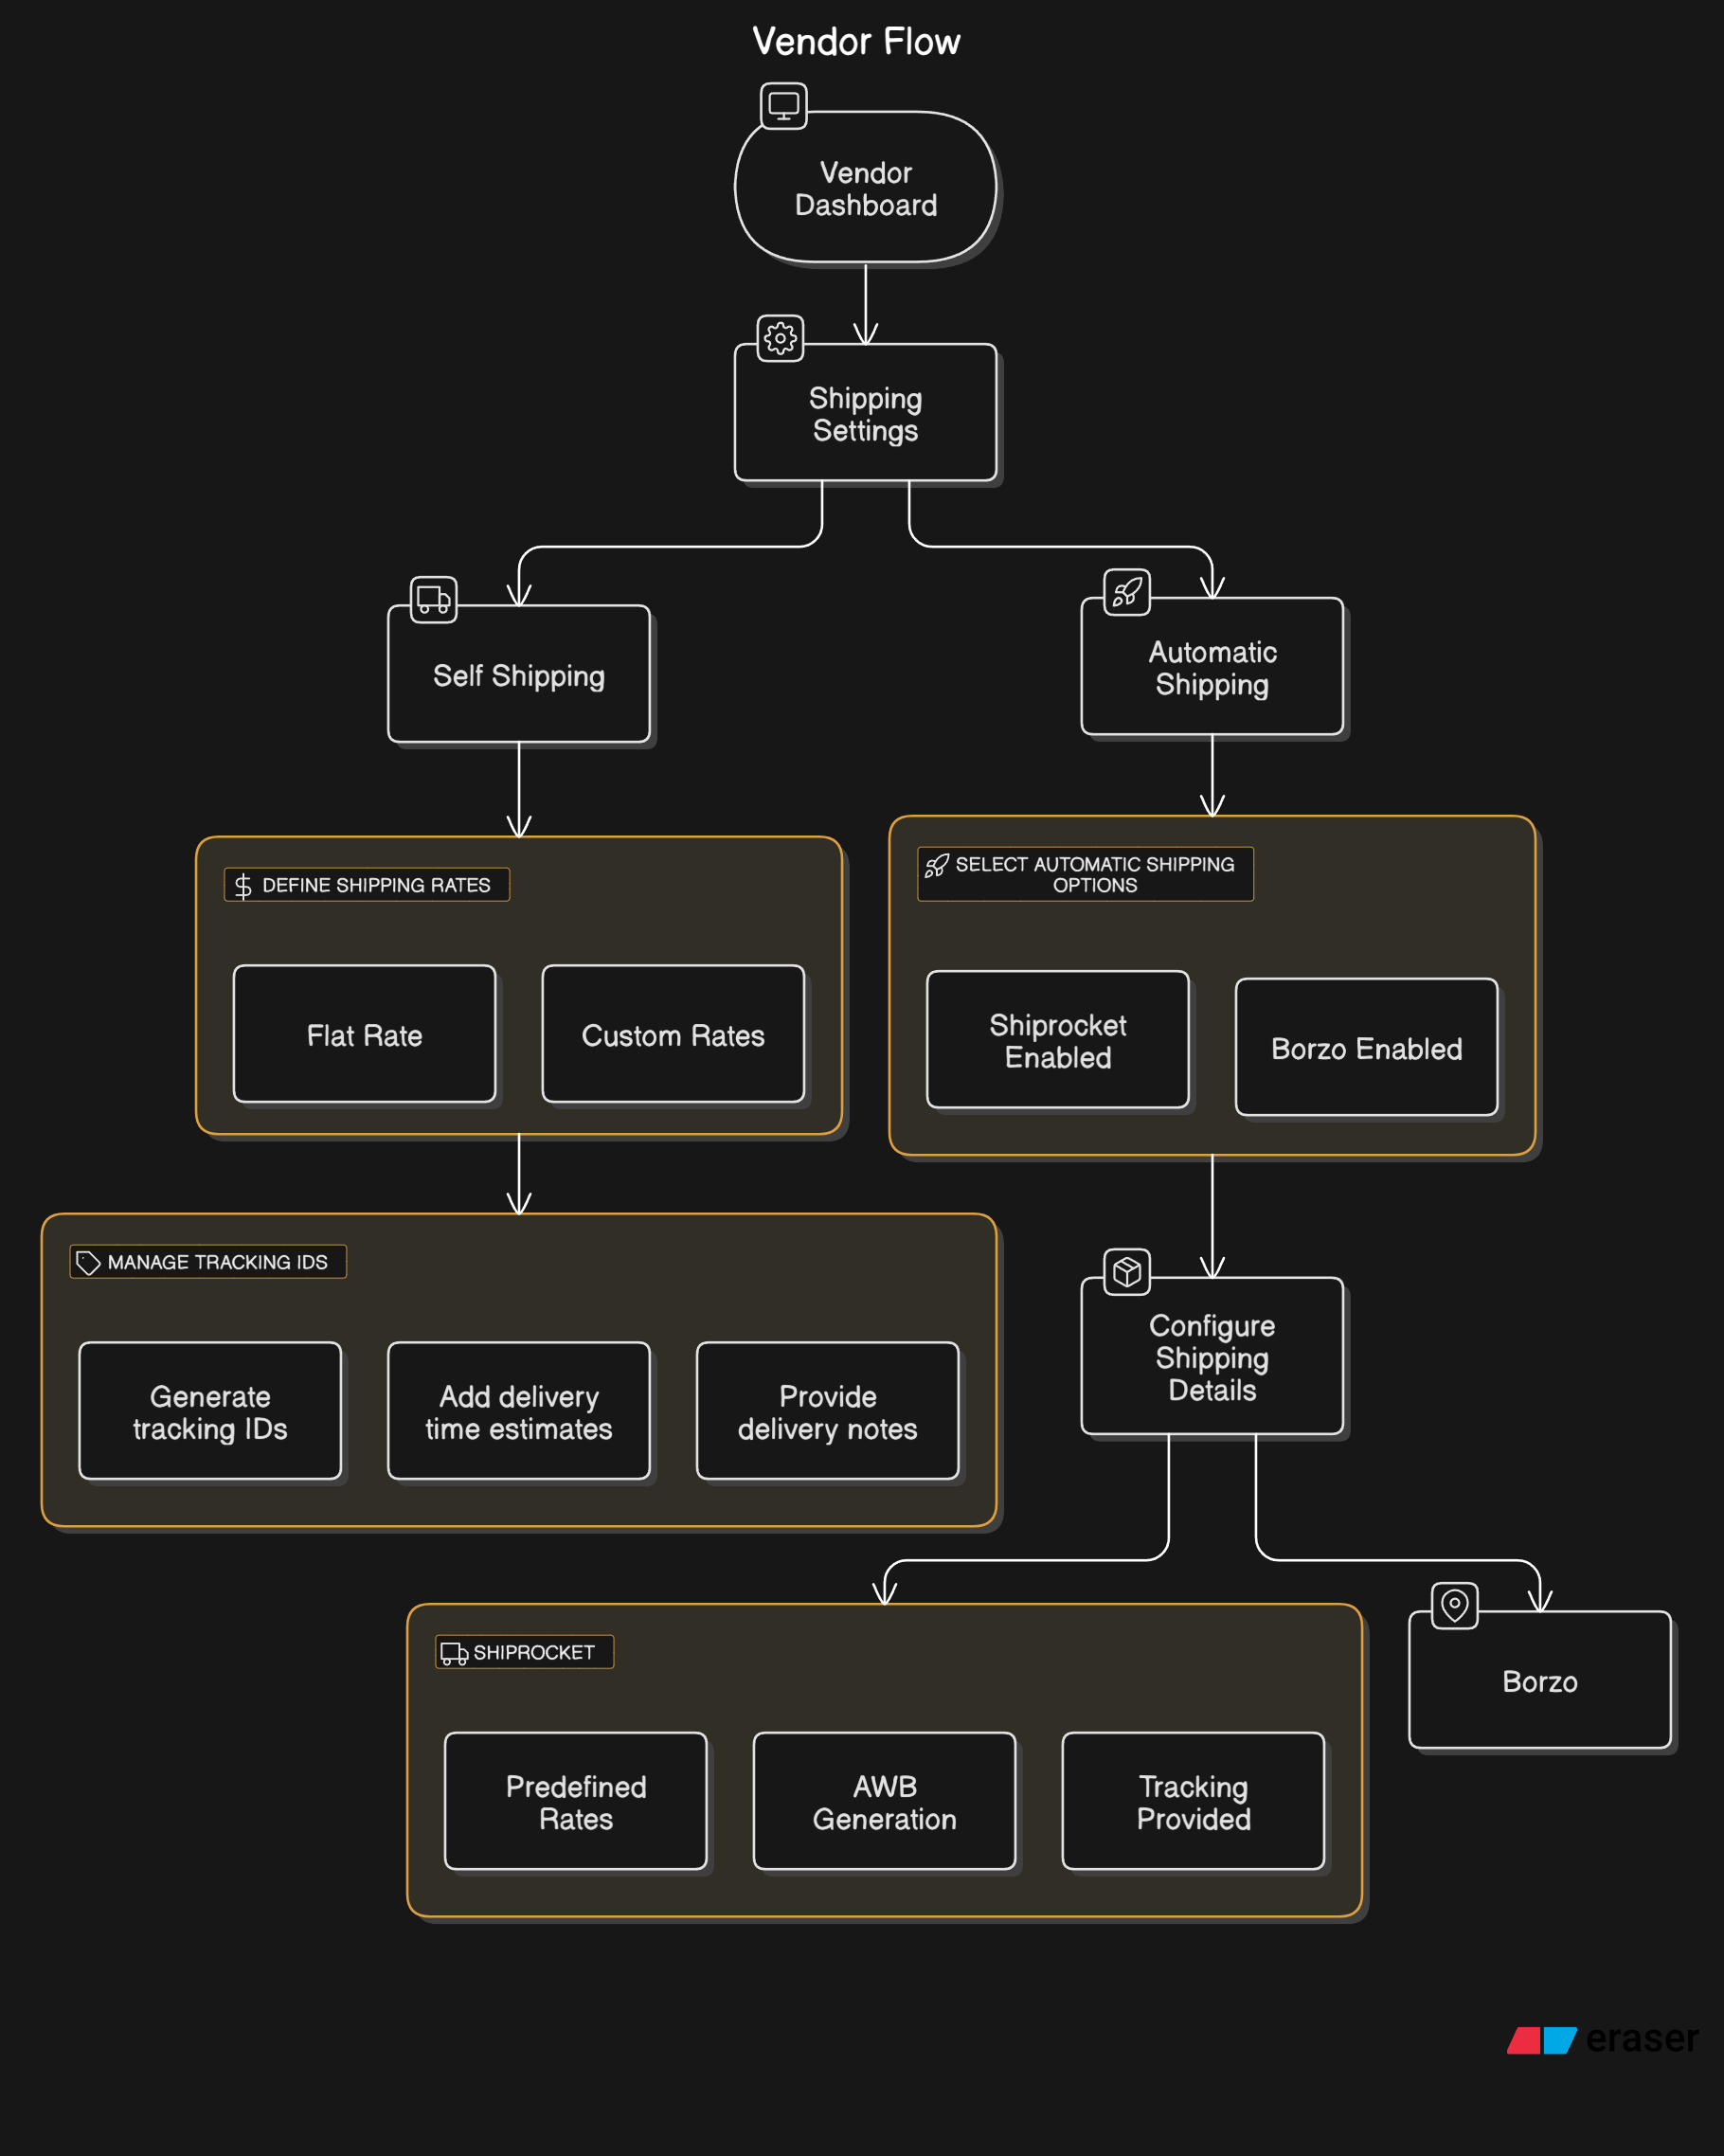 Vendor Flow
Vendor
Dashboard
Shipping
Settings
Self Shipping
Automatic
Shipping
DEFINE SHIPPING RATES
Flat Rate
Custom Rates
SELECT AUTOMATIC SHIPPING
OPTIONS
Shiprocket
Enabled
Borzo Enabled
MANAGE TRACKING IDS
Generate
tracking IDs
Add delivery
time estimates
Provide
delivery notes
Configure
Shipping
Details
SHIPROCKET
Predefined
Rates
AWB
Generation
Tracking
Provided
Borzo
eraser